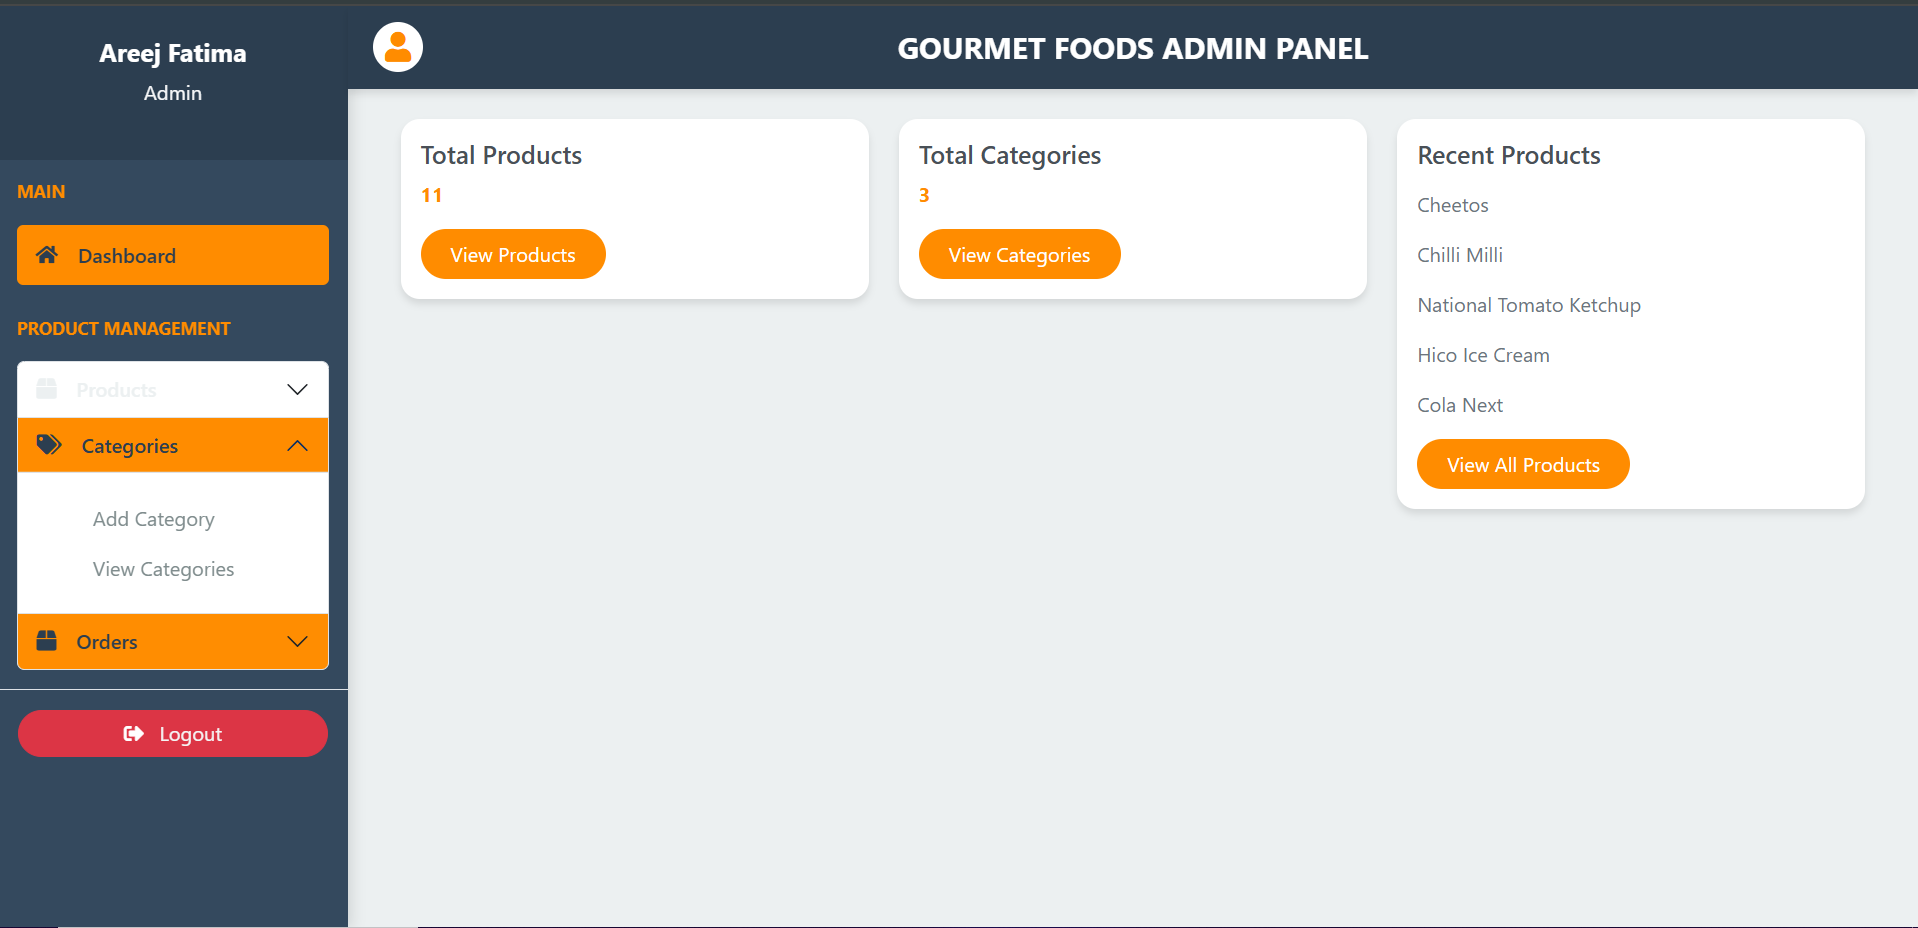 Areej Fatima
Admin
MAIN
Dashboard
PRODUCT MANAGEMENT
Products
Categories
Add Category
View Categories
Orders
Logout
GOURMET FOODS ADMIN PANEL
Total Products
11
View Products
Total Categories
3
View Categories
Recent Products
Cheetos
Chilli Milli
National Tomato Ketchup
Hico Ice Cream
Cola Next
View All Products